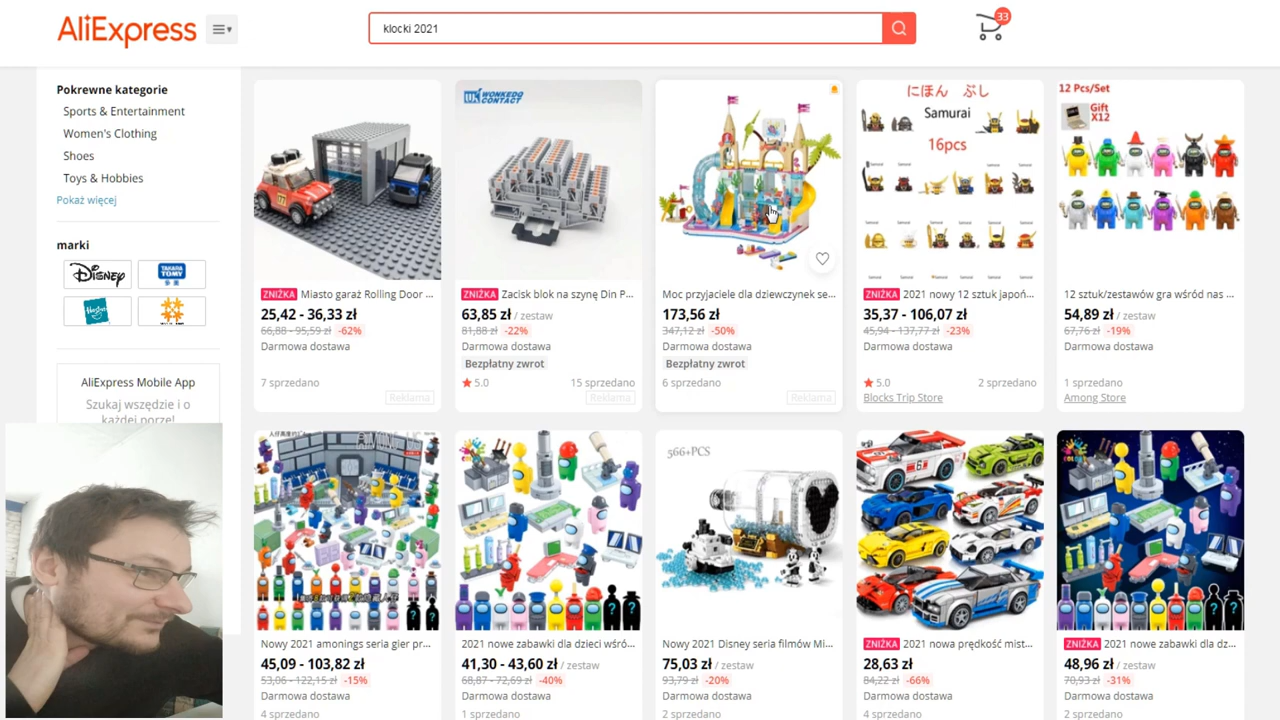 AliExpress
klocki 2021
33
Pokrewne kategorie
Sports & Entertainment
Women's Clothing
Shoes
Toys & Hobbies
Pokaż więcej
marki
Disney
TAKARA TOMY
Hasbro
AliExpress Mobile App
Szukaj wszędzie i o
każdej porze!
ZNIŻKA Miasto garaż Rolling Door ...
25,42 - 36,33 zł
66,88 - 95,59 zł -62%
Darmowa dostawa
7 sprzedano
Reklama
WONKEDQ
CONTACT
ZNIŻKA Zacisk blok na szynę Din P...
63,85 zł / zestaw
81,88 zł -22%
Darmowa dostawa
Bezpłatny zwrot
5.0 15 sprzedano
Reklama
Moc przyjaciele dla dziewczynek se...
173,56 zł
347,12 zł -50%
Darmowa dostawa
Bezpłatny zwrot
6 sprzedano
Reklama
にほん ぶし
Samurai
16pcs
ZNIŻKA 2021 nowy 12 sztuk japoń...
35,37 - 106,07 zł
45,94 - 137,77 zł -23%
Darmowa dostawa
5.0 2 sprzedano
Blocks Trip Store
12 Pcs/Set
Gift
X12
12 sztuk/zestawów gra wśród nas ...
54,89 zł / zestaw
67,76 zł -19%
Darmowa dostawa
1 sprzedano
Among Store
Nowy 2021 amonings seria gier pr...
45,09 - 103,82 zł
53,06 - 122,15 zł -15%
Darmowa dostawa
4 sprzedano
2021 nowe zabawki dla dzieci wśró...
41,30 - 43,60 zł / zestaw
68,87 - 72,69 zł -40%
Darmowa dostawa
1 sprzedano
566+PCS
Nowy 2021 Disney seria filmów Mi...
75,03 zł / zestaw
93,79 zł -20%
Darmowa dostawa
2 sprzedano
ZNIŻKA 2021 nowa prędkość mist...
28,63 zł
84,22 zł -66%
Darmowa dostawa
4 sprzedano
ZNIŻKA 2021 nowe zabawki dla dz...
48,96 zł / zestaw
70,93 zł -31%
Darmowa dostawa
2 sprzedano